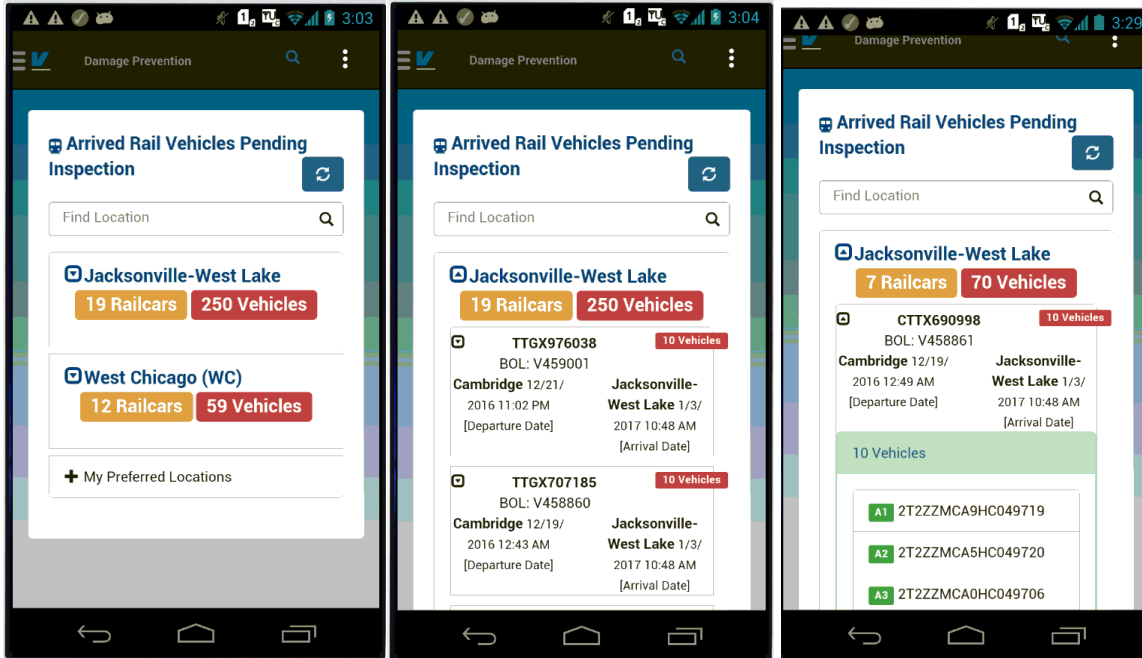 3:03
Damage Prevention
Arrived Rail Vehicles Pending
Inspection
Find Location
Jacksonville-West Lake
19 Railcars 250 Vehicles
West Chicago (WC)
12 Railcars 59 Vehicles
My Preferred Locations
3:04
Damage Prevention
Arrived Rail Vehicles Pending
Inspection
Find Location
Jacksonville-West Lake
19 Railcars 250 Vehicles
TTGX976038 10 Vehicles
BOL: V459001
Cambridge 12/21/ Jacksonville-
2016 11:02 PM West Lake 1/3/
[Departure Date] 2017 10:48 AM
[Arrival Date]
TTGX707185 10 Vehicles
BOL: V458860
Cambridge 12/19/ Jacksonville-
2016 12:43 AM West Lake 1/3/
[Departure Date] 2017 10:48 AM
[Arrival Date]
3:29
Damage Prevention
Arrived Rail Vehicles Pending
Inspection
Find Location
Jacksonville-West Lake
7 Railcars 70 Vehicles
CTTX690998 10 Vehicles
BOL: V458861
Cambridge 12/19/ Jacksonville-
2016 12:49 AM West Lake 1/3/
[Departure Date] 2017 10:48 AM
[Arrival Date]
10 Vehicles
A1 2T2ZZMCA9HC049719
A2 2T2ZZMCA5HC049720
A3 2T2ZZMCA0HC049706